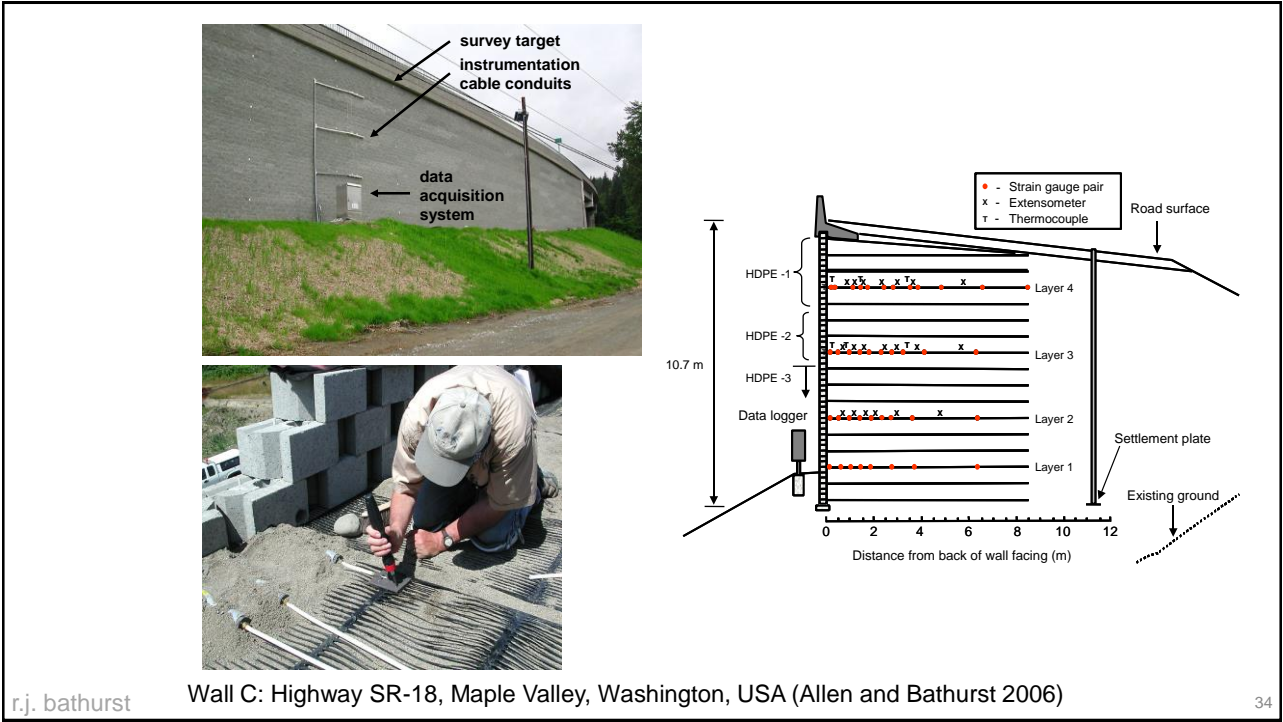 survey target
instrumentation
cable conduits
data
acquisition
system
• - Strain gauge pair
x - Extensometer
T - Thermocouple
Road surface
HDPE -1
Layer 4
HDPE -2
Layer 3
10.7 m
HDPE -3
Data logger
Layer 2
Settlement plate
Layer 1
Existing ground
0 2 4 6 8 10 12
Distance from back of wall facing (m)
Wall C: Highway SR-18, Maple Valley, Washington, USA (Allen and Bathurst 2006)
r.j. bathurst
34